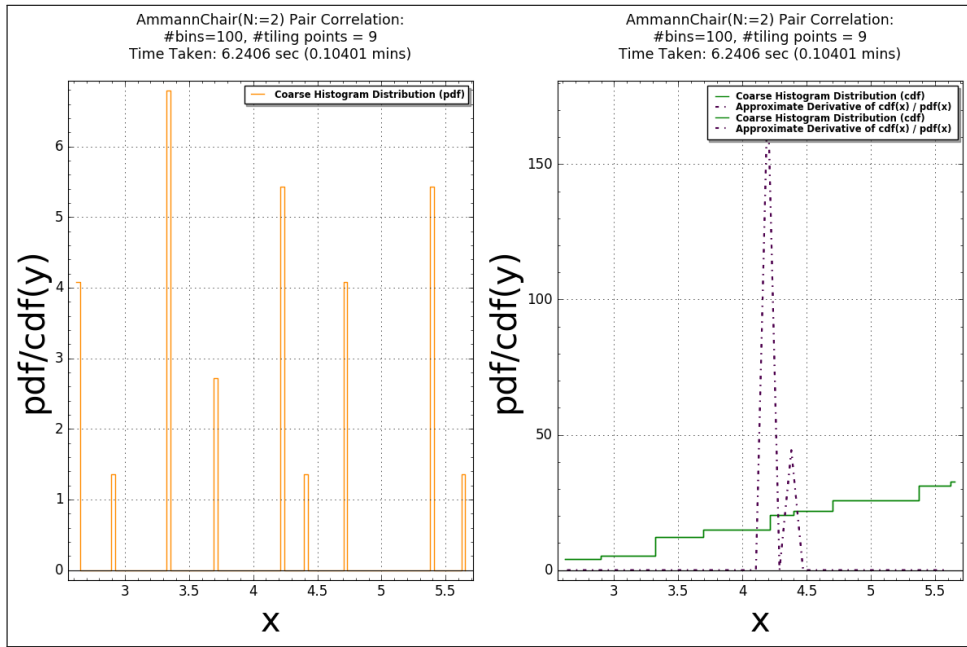 AmmannChair(N:=2) Pair Correlation:
#bins=100, #tiling points = 9
Time Taken: 6.2406 sec (0.10401 mins)
Coarse Histogram Distribution (pdf)
pdf/cdf(y)
6
5
4
3
2
1
0
3
3.5
4
4.5
5
5.5
x
AmmannChair(N:=2) Pair Correlation:
#bins=100, #tiling points = 9
Time Taken: 6.2406 sec (0.10401 mins)
Coarse Histogram Distribution (cdf)
Approximate Derivative of cdf(x) / pdf(x)
Coarse Histogram Distribution (cdf)
Approximate Derivative of cdf(x) / pdf(x)
pdf/cdf(y)
150
100
50
0
3
3.5
4
4.5
5
5.5
x